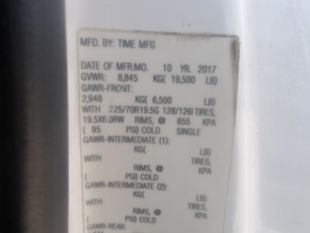 MFD. BY: TIME MFG
DATE OF MFR:MO. 10 YR. 2017
GVWR: 8,845 KG( 19,500 LB)
GAWR-FRONT:
2,948 KG( 6,500 LB)
WITH 225/70R19.5G 128/126 TIRES,
19.5X6.0RW RIMS, @ 655 KPA
( 95 PSI) COLD SINGLE
GAWR-INTERMEDIATE (1):
KG( LB)
WITH TIRES,
RIMS, @ KPA
( PSI) COLD
GAWR-INTERMEDIATE (2):
KG( LB)
WITH TIRES,
RIMS, @ KPA
( PSI) COLD
GAWR-REAR: